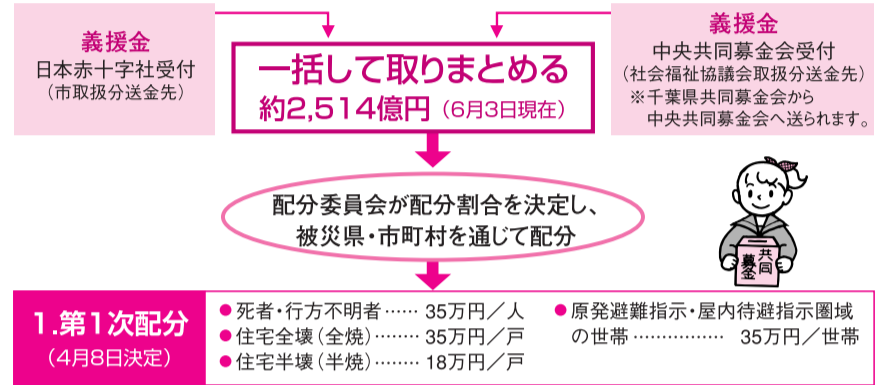 義援金
日本赤十字社受付
（市取扱分送金先）
一括して取りまとめる
約2,514億円（6月3日現在）
義援金
中央共同募金会受付
（社会福祉協議会取扱分送金先）
※千葉県共同募金会から
中央共同募金会へ送られます。
配分委員会が配分割合を決定し、
被災県・市町村を通じて配分
共同
募金
1.第1次配分
（4月8日決定）
●死者・行方不明者…… 35万円／人
●住宅全壊（全焼）…… 35万円／戸
●住宅半壊（半焼）…… 18万円／戸
●原発避難指示・屋内待避指示圏域
の世帯……………… 35万円／世帯